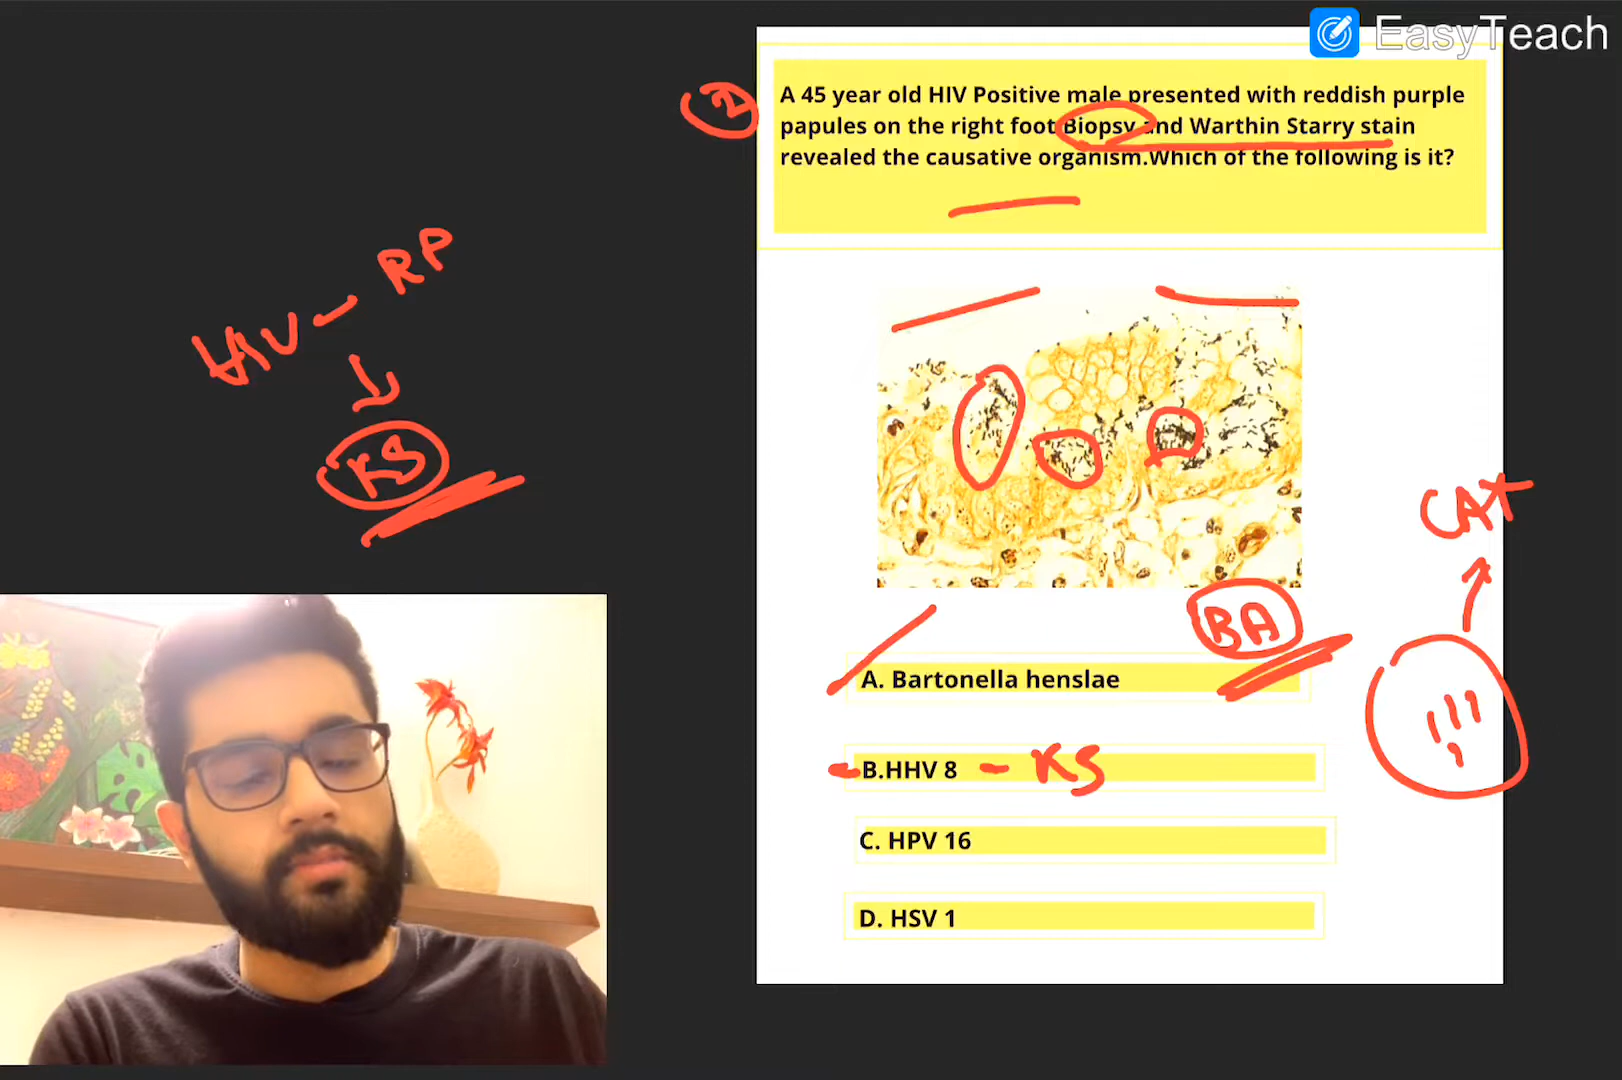 EasyTeach
2
A 45 year old HIV Positive male presented with reddish purple
papules on the right foot Biopsy and Warthin Starry stain
revealed the causative organism.Which of the following is it?
HIV - RP
KS
CAT
BA
A. Bartonella henslae
B.HHV 8 - KS
C. HPV 16
D. HSV 1